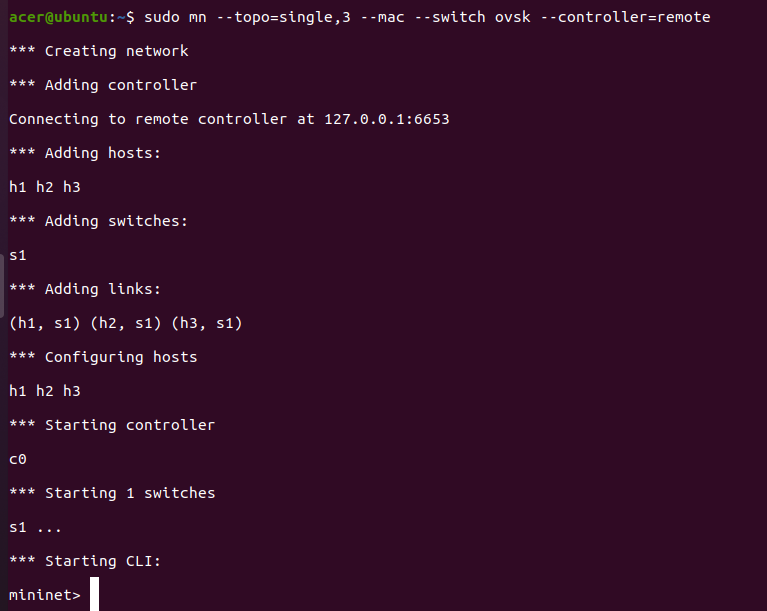 acer@ubuntu:~$ sudo mn --topo=single,3 --mac --switch ovsk --controller=remote
*** Creating network
*** Adding controller
Connecting to remote controller at 127.0.0.1:6653
*** Adding hosts:
h1 h2 h3
*** Adding switches:
s1
*** Adding links:
(h1, s1) (h2, s1) (h3, s1)
*** Configuring hosts
h1 h2 h3
*** Starting controller
c0
*** Starting 1 switches
s1 ...
*** Starting CLI:
mininet>